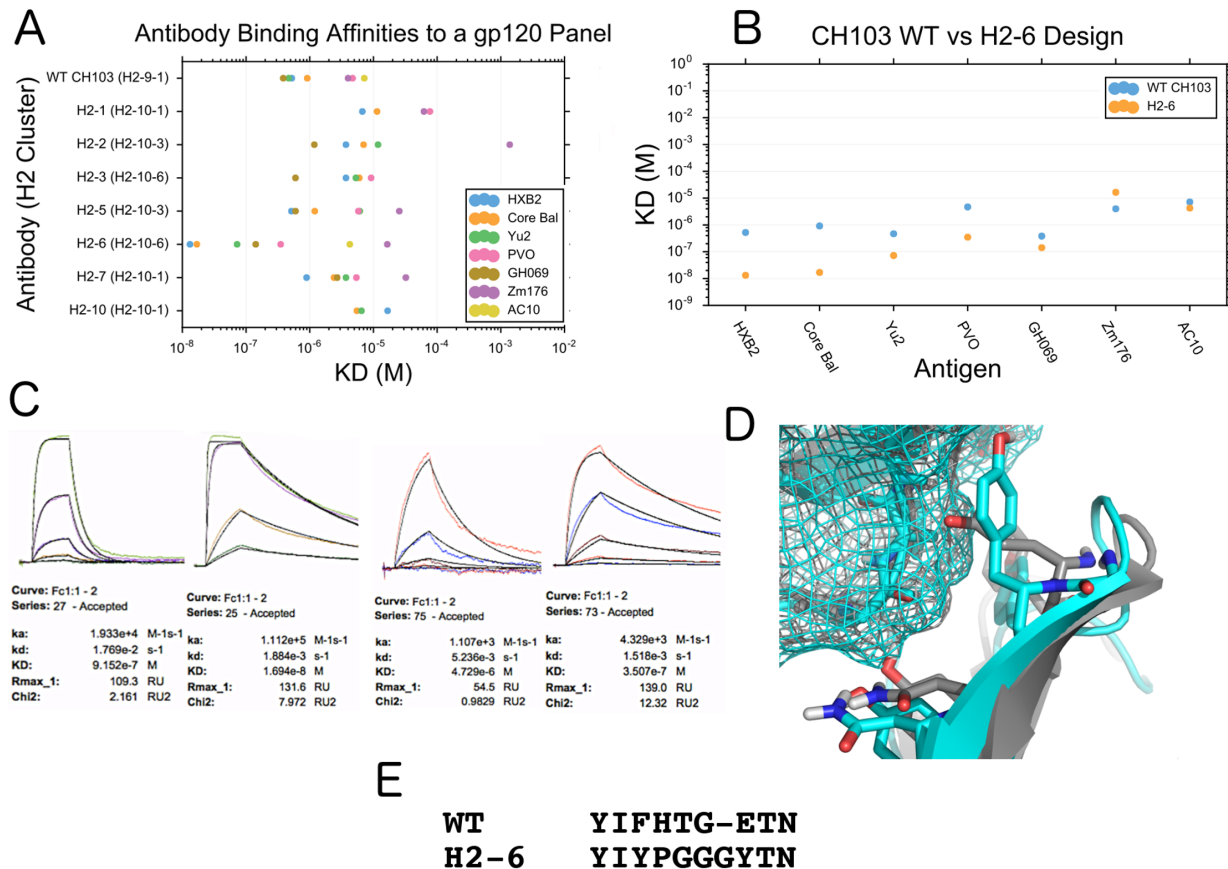 A
Antibody Binding Affinities to a gp120 Panel
Antibody (H2 Cluster)
WT CH103 (H2-9-1)
H2-1 (H2-10-1)
H2-2 (H2-10-3)
H2-3 (H2-10-6)
H2-5 (H2-10-3)
H2-6 (H2-10-6)
H2-7 (H2-10-1)
H2-10 (H2-10-1)
HXB2
Core Bal
Yu2
PVO
GH069
Zm176
AC10
10⁻⁸ 10⁻⁷ 10⁻⁶ 10⁻⁵ 10⁻⁴ 10⁻³ 10⁻²
KD (M)
B
CH103 WT vs H2-6 Design
KD (M)
10⁰
10⁻¹
10⁻²
10⁻³
10⁻⁴
10⁻⁵
10⁻⁶
10⁻⁷
10⁻⁸
10⁻⁹
WT CH103
H2-6
HXB2 Core Bal Yu2 PVO GH069 Zm176 AC10
Antigen
C
Curve: Fc1:1 - 2
Series: 27 - Accepted
ka: 1.933e+4 M-1s-1
kd: 1.769e-2 s-1
KD: 9.152e-7 M
Rmax_1: 109.3 RU
Chi2: 2.161 RU2
Curve: Fc1:1 - 2
Series: 25 - Accepted
ka: 1.112e+5 M-1s-1
kd: 1.884e-3 s-1
KD: 1.694e-8 M
Rmax_1: 131.6 RU
Chi2: 7.972 RU2
Curve: Fc1:1 - 2
Series: 75 - Accepted
ka: 1.107e+3 M-1s-1
kd: 5.236e-3 s-1
KD: 4.729e-6 M
Rmax_1: 54.5 RU
Chi2: 0.9829 RU2
Curve: Fc1:1 - 2
Series: 73 - Accepted
ka: 4.329e+3 M-1s-1
kd: 1.518e-3 s-1
KD: 3.507e-7 M
Rmax_1: 139.0 RU
Chi2: 12.32 RU2
D
E
WT YIFHTG-ETN
H2-6 YIYPGGGYTN